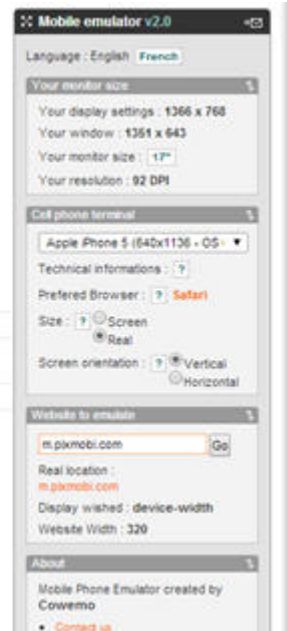 Mobile emulator v2.0
Language : English French
Your monitor size
Your display settings : 1366 x 768
Your window : 1351 x 643
Your monitor size : 17"
Your resolution : 92 DPI
Cell phone terminal
Apple iPhone 5 (640x1136 - OS
Technical informations : ?
Prefered Browser : ? Safari
Size : ? Screen
Real
Screen orientation : ? Vertical
Horizontal
Website to emulate
m.pixmobi.com Go
Real location :
m.pixmobi.com
Display wished : device-width
Website Width : 320
About
Mobile Phone Emulator created by
Cowemo
Contact us